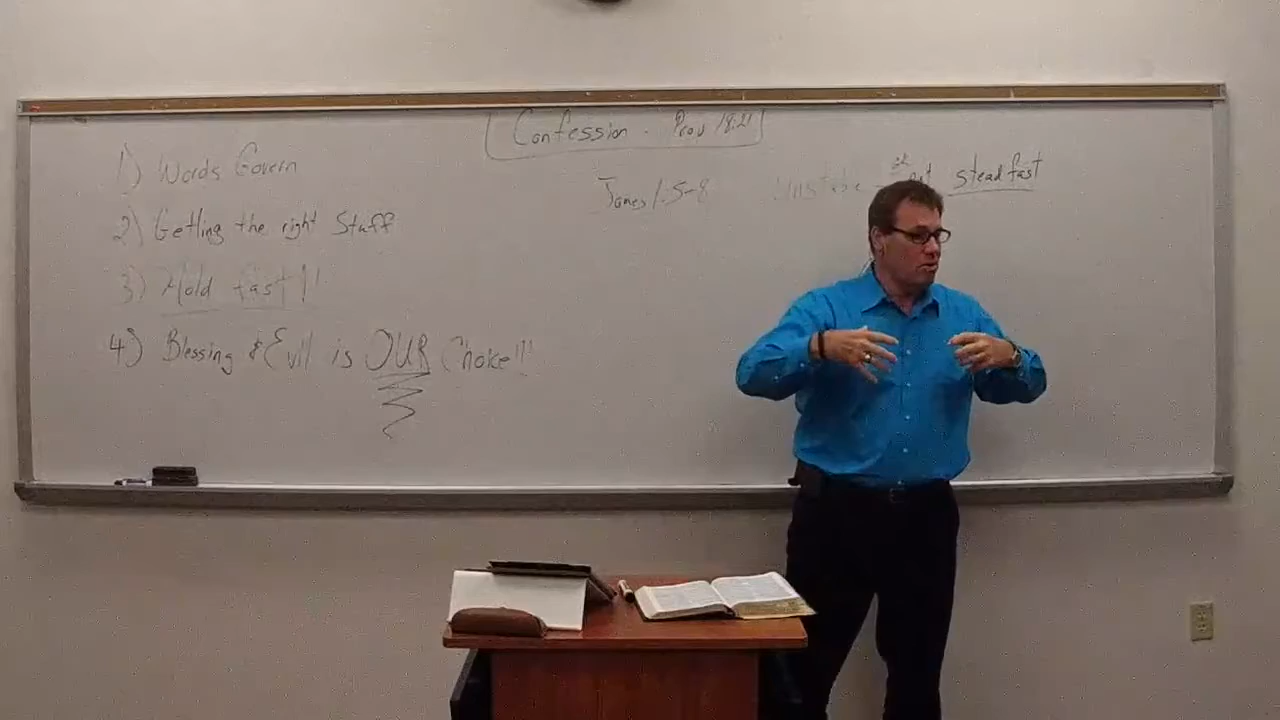 Confession - Prov 18:21
1) Words Govern
2) Getting the right Stuff
3) Hold fast!!
4) Blessing & Evil is OUR Choice!!!
James 1:5-8
Unstable steadfast